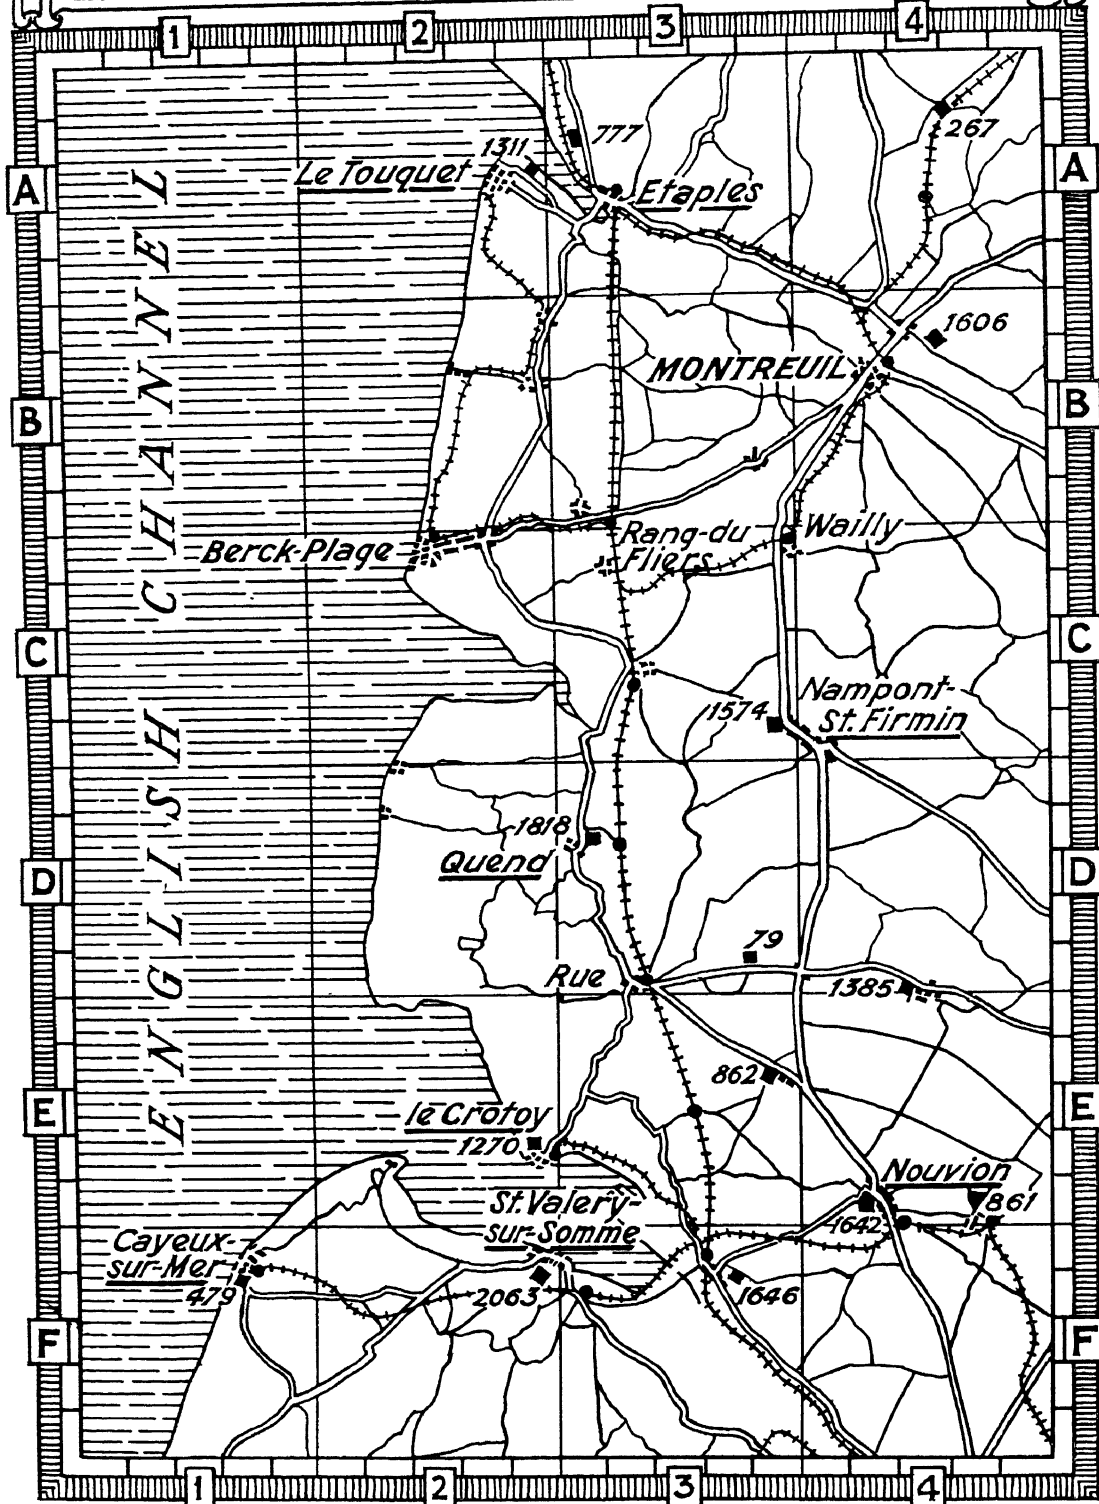 1
2
3
4
A
A
777
267
1311
Le Touquet
Etaples
1606
MONTREUIL
B
B
Berck-Plage
Rang-du
Fliers
Wailly
C
C
1574
Nampont-
St. Firmin
1818
Quend
D
D
79
Rue
1385
862
E
E
le Crotoy
1270
Nouvion
861
1642
St. Valery-
sur-Somme
Cayeux-
sur-Mer
479
2063
1646
F
F
ENGLISH CHANNEL
1
2
3
4